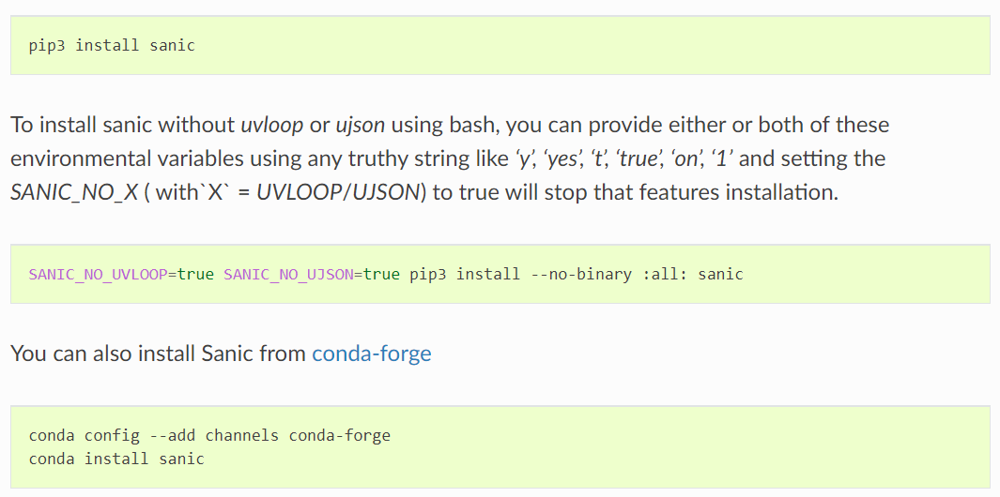 pip3 install sanic
To install sanic without uvloop or ujson using bash, you can provide either or both of these
environmental variables using any truthy string like ‘y’, ‘yes’, ‘t’, ‘true’, ‘on’, ‘1’ and setting the
SANIC_NO_X ( with`X` = UVLOOP/UJSON) to true will stop that features installation.
SANIC_NO_UVLOOP=true SANIC_NO_UJSON=true pip3 install --no-binary :all: sanic
You can also install Sanic from conda-forge
conda config --add channels conda-forge
conda install sanic